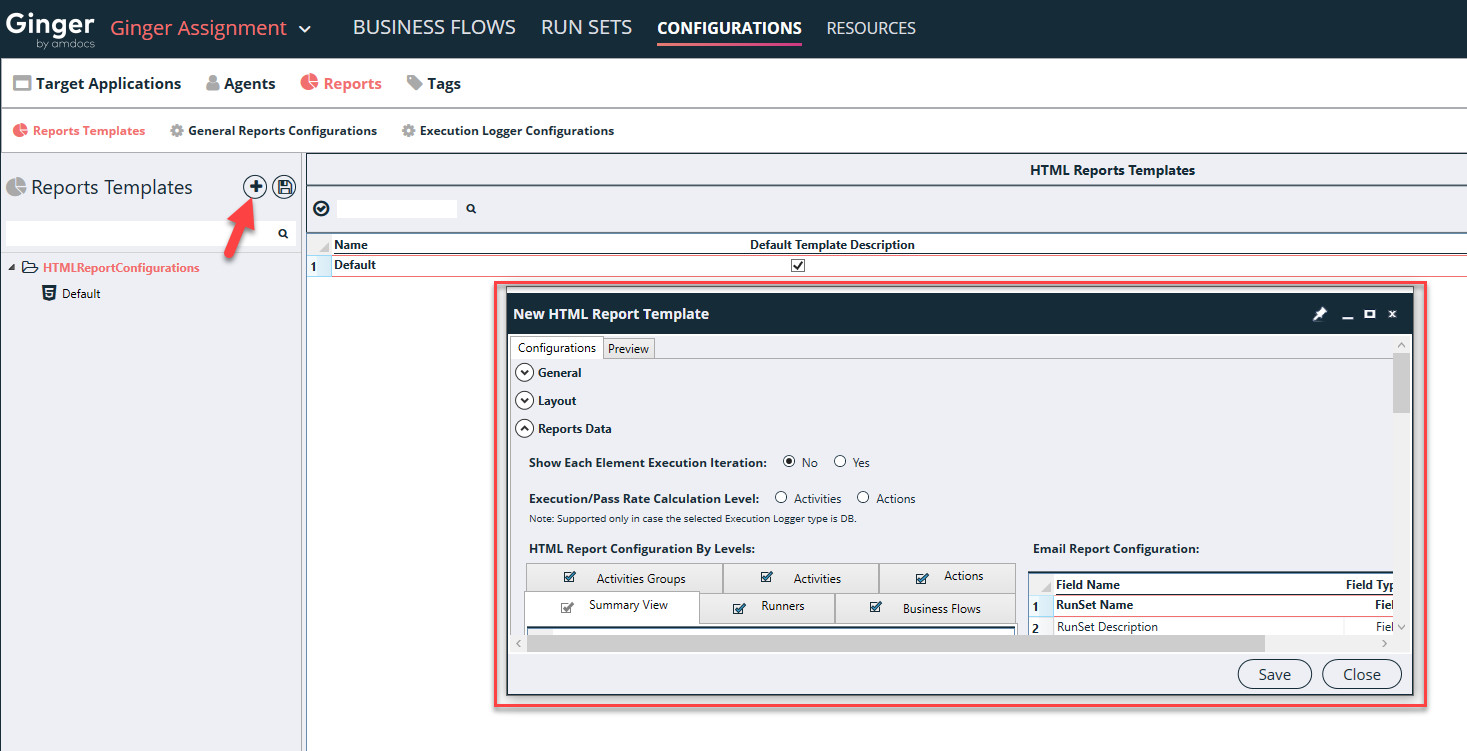 Ginger by amdocs Ginger Assignment BUSINESS FLOWS RUN SETS CONFIGURATIONS RESOURCES
Target Applications Agents Reports Tags
Reports Templates General Reports Configurations Execution Logger Configurations
Reports Templates
HTMLReportConfigurations
Default
HTML Reports Templates
Name Default Template Description
1 Default
New HTML Report Template
Configurations Preview
General
Layout
Reports Data
Show Each Element Execution Iteration: No Yes
Execution/Pass Rate Calculation Level: Activities Actions
Note: Supported only in case the selected Execution Logger type is DB.
HTML Report Configuration By Levels:
Activities Groups Activities Actions
Summary View Runners Business Flows
Email Report Configuration:
Field Name Field Typ
1 RunSet Name Fiel
2 RunSet Description Fiel
Save Close